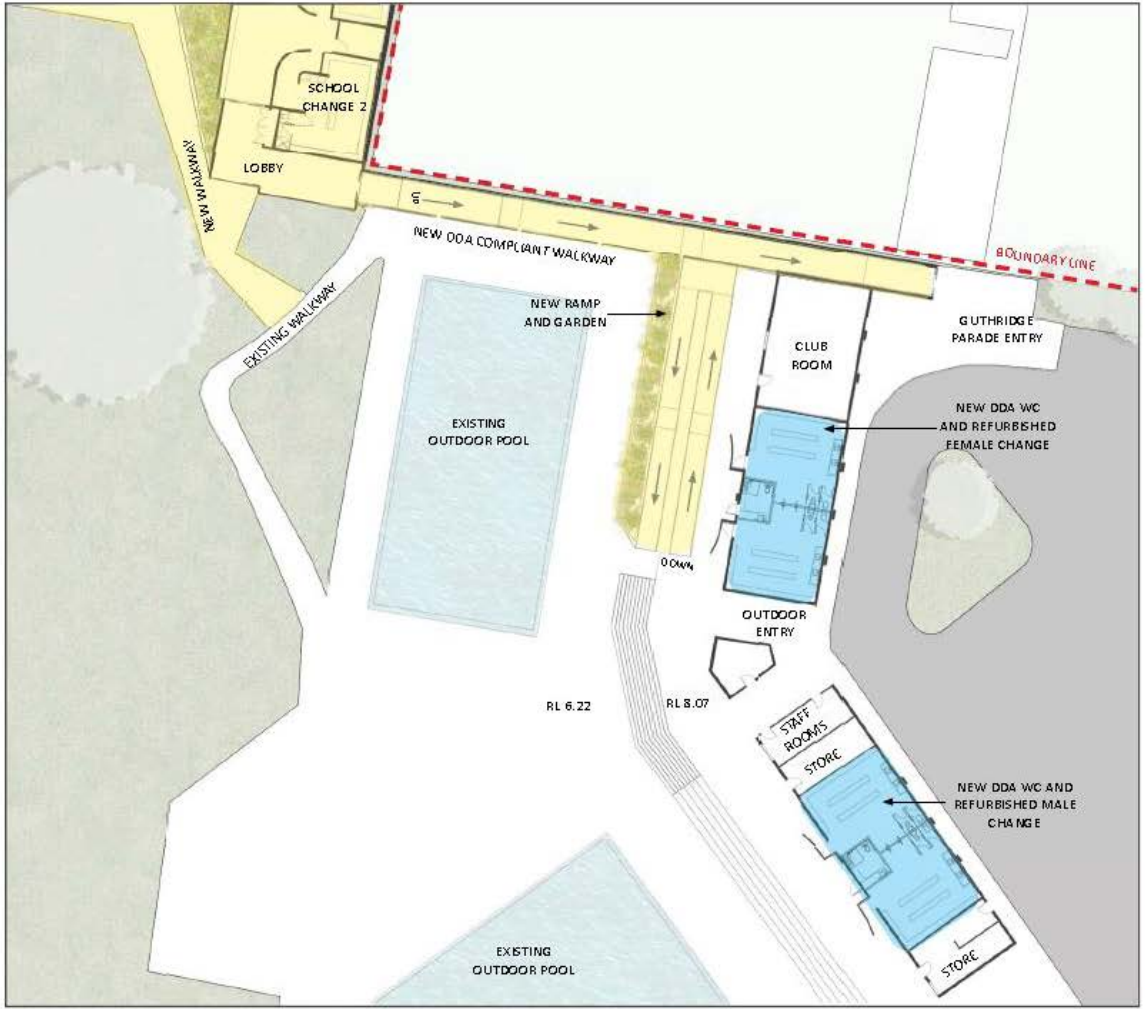 SCHOOL
CHANGE 2
LOBBY
NEW WALKWAY
UP
NEW DDA COMPLIANT WALKWAY
BOUNDARY LINE
EXISTING WALKWAY
NEW RAMP
AND GARDEN
CLUB
ROOM
GUTHRIDGE
PARADE ENTRY
NEW DDA WC
AND REFURBISHED
FEMALE CHANGE
EXISTING
OUTDOOR POOL
DOWN
OUTDOOR
ENTRY
RL 6.22
RL 8.07
STAFF
ROOMS
STORE
NEW DDA WC AND
REFURBISHED MALE
CHANGE
EXISTING
OUTDOOR POOL
STORE